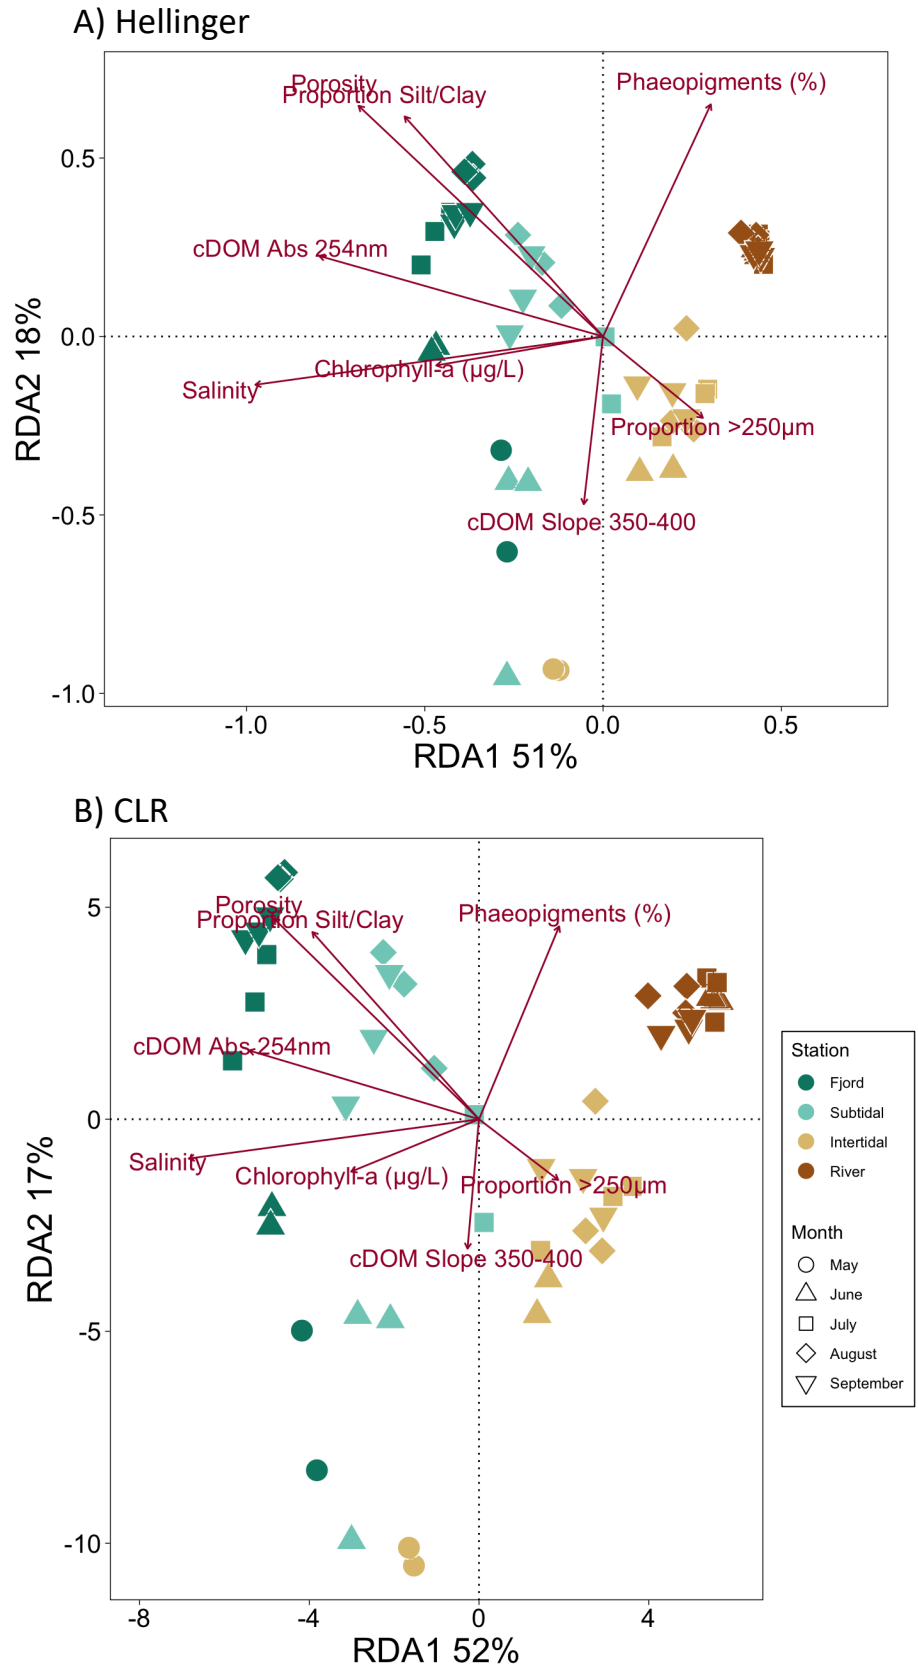 A) Hellinger
Porosity
Proportion Silt/Clay
Phaeopigments (%)
cDOM Abs 254nm
Chlorophyll-a (µg/L)
Salinity
Proportion >250µm
cDOM Slope 350-400
0.5
0.0
-0.5
-1.0
RDA2 18%
-1.0 -0.5 0.0 0.5
RDA1 51%
B) CLR
Porosity
Proportion Silt/Clay
Phaeopigments (%)
cDOM Abs 254nm
Salinity
Chlorophyll-a (µg/L)
Proportion >250µm
cDOM Slope 350-400
5
0
-5
-10
RDA2 17%
-8 -4 0 4
RDA1 52%
Station
Fjord
Subtidal
Intertidal
River
Month
May
June
July
August
September